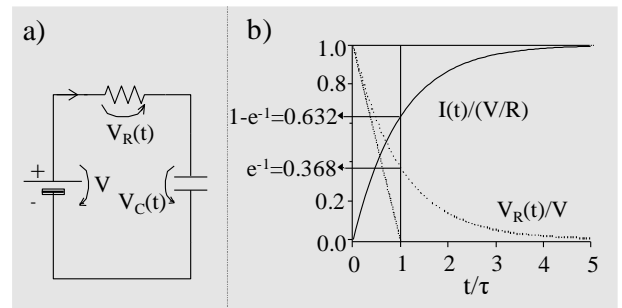 a)
V_R(t)
+
-
V
V_C(t)
b)
1.0
0.8
1-e⁻¹=0.632
I(t)/(V/R)
e⁻¹=0.368
0.2
V_R(t)/V
0.0
0 1 2 3 4 5
t/τ